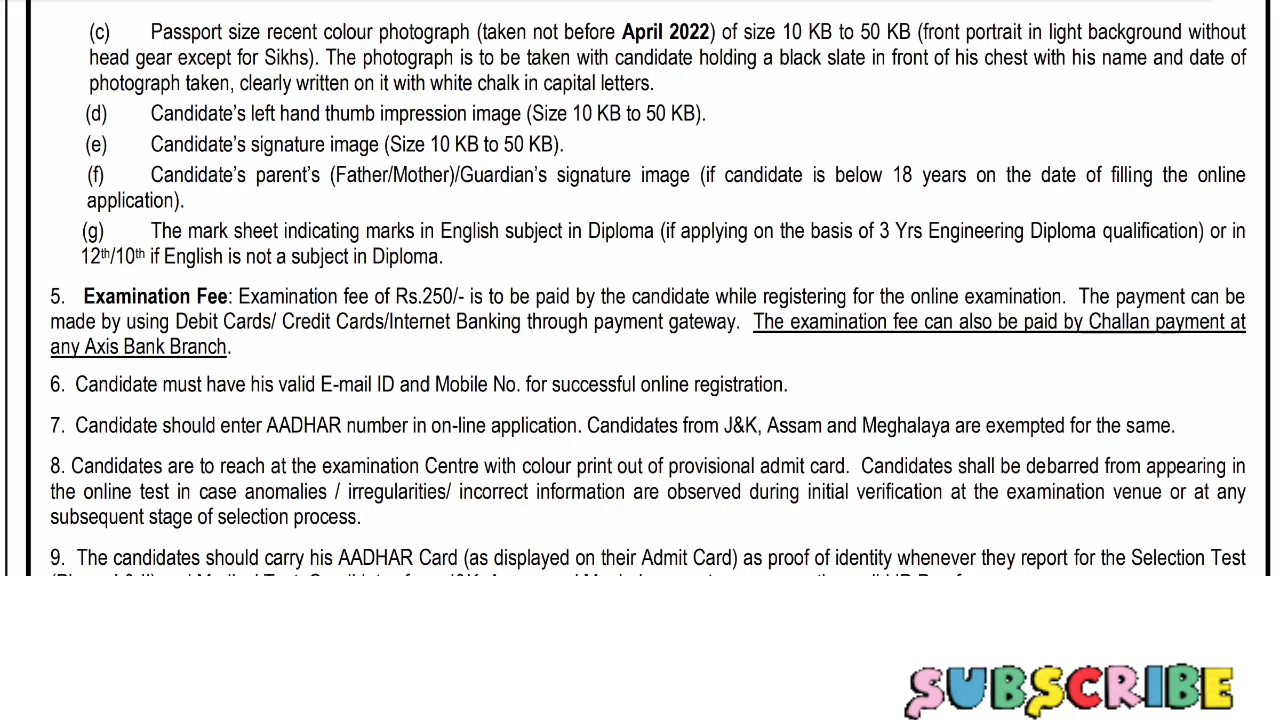 (c) Passport size recent colour photograph (taken not before April 2022) of size 10 KB to 50 KB (front portrait in light background without
head gear except for Sikhs). The photograph is to be taken with candidate holding a black slate in front of his chest with his name and date of
photograph taken, clearly written on it with white chalk in capital letters.
(d) Candidate's left hand thumb impression image (Size 10 KB to 50 KB).
(e) Candidate's signature image (Size 10 KB to 50 KB).
(f) Candidate's parent's (Father/Mother)/Guardian's signature image (if candidate is below 18 years on the date of filling the online
application).
(g) The mark sheet indicating marks in English subject in Diploma (if applying on the basis of 3 Yrs Engineering Diploma qualification) or in
12th/10th if English is not a subject in Diploma.
5. Examination Fee: Examination fee of Rs.250/- is to be paid by the candidate while registering for the online examination. The payment can be
made by using Debit Cards/ Credit Cards/Internet Banking through payment gateway. The examination fee can also be paid by Challan payment at
any Axis Bank Branch.
6. Candidate must have his valid E-mail ID and Mobile No. for successful online registration.
7. Candidate should enter AADHAR number in on-line application. Candidates from J&K, Assam and Meghalaya are exempted for the same.
8. Candidates are to reach at the examination Centre with colour print out of provisional admit card. Candidates shall be debarred from appearing in
the online test in case anomalies / irregularities/ incorrect information are observed during initial verification at the examination venue or at any
subsequent stage of selection process.
9. The candidates should carry his AADHAR Card (as displayed on their Admit Card) as proof of identity whenever they report for the Selection Test
SUBSCRIBE